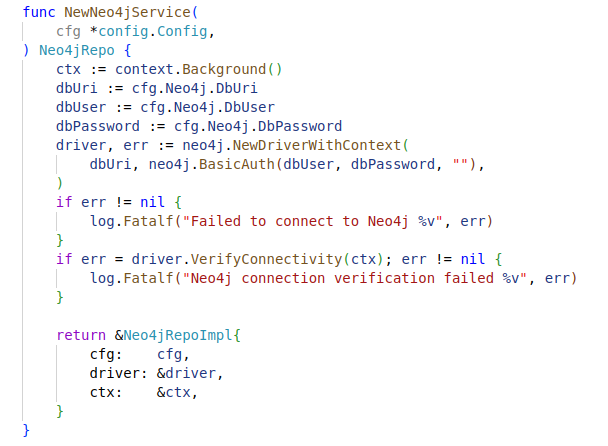 func NewNeo4jService(
    cfg *config.Config,
) Neo4jRepo {
    ctx := context.Background()
    dbUri := cfg.Neo4j.DbUri
    dbUser := cfg.Neo4j.DbUser
    dbPassword := cfg.Neo4j.DbPassword
    driver, err := neo4j.NewDriverWithContext(
        dbUri, neo4j.BasicAuth(dbUser, dbPassword, ""),
    )
    if err != nil {
        log.Fatalf("Failed to connect to Neo4j %v", err)
    }
    if err = driver.VerifyConnectivity(ctx); err != nil {
        log.Fatalf("Neo4j connection verification failed %v", err)
    }

    return &Neo4jRepoImpl{
        cfg:    cfg,
        driver: &driver,
        ctx:    &ctx,
    }
}